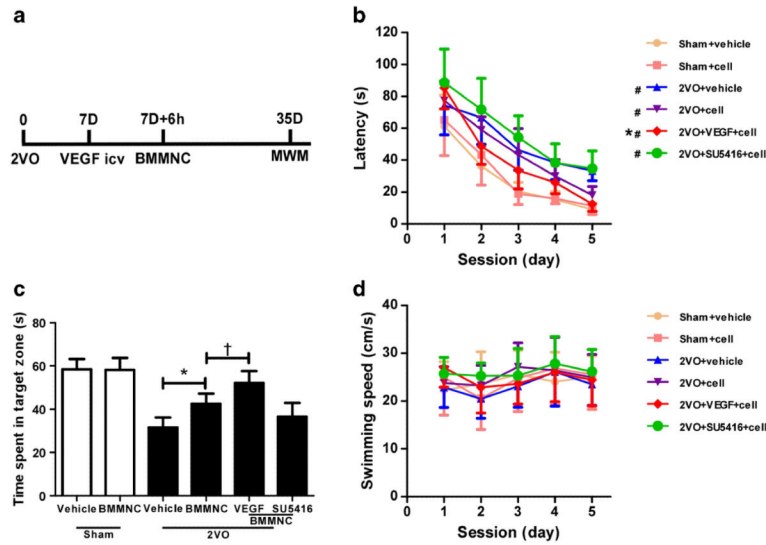 a
0 7D 7D+6h 35D
2VO VEGF icv BMMNC MWM
b
Latency (s)
120
100
80
60
40
20
0
0 1 2 3 4 5
Session (day)
Sham+vehicle
Sham+cell
# 2VO+vehicle
# 2VO+cell
*# 2VO+VEGF+cell
# 2VO+SU5416+cell
c
Time spent in target zone (s)
80
60
40
20
0
* †
Vehicle BMMNC Vehicle BMMNC VEGF SU5416
BMMNC
Sham 2VO
d
Swimming speed (cm/s)
40
30
20
10
0
0 1 2 3 4 5
Session (day)
Sham+vehicle
Sham+cell
2VO+vehicle
2VO+cell
2VO+VEGF+cell
2VO+SU5416+cell